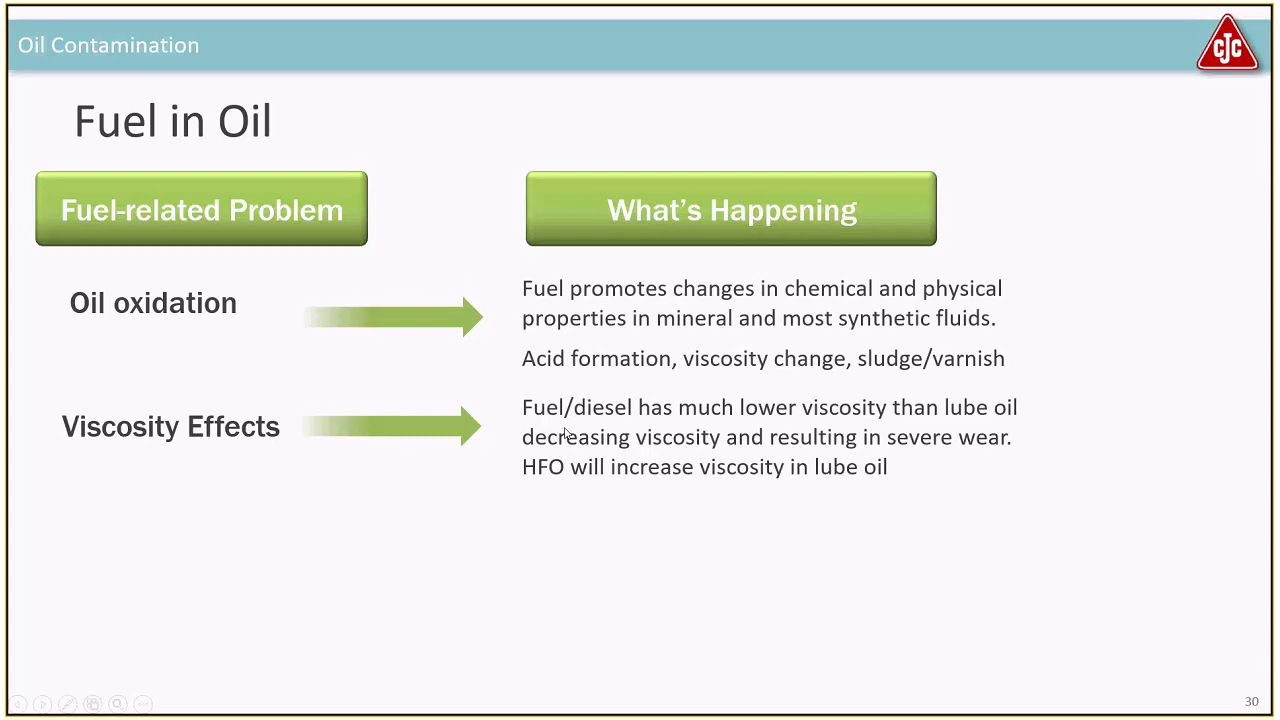 Oil Contamination
CJC
Fuel in Oil
Fuel-related Problem
What's Happening
Oil oxidation
Fuel promotes changes in chemical and physical
properties in mineral and most synthetic fluids.
Acid formation, viscosity change, sludge/varnish
Viscosity Effects
Fuel/diesel has much lower viscosity than lube oil
decreasing viscosity and resulting in severe wear.
HFO will increase viscosity in lube oil
30